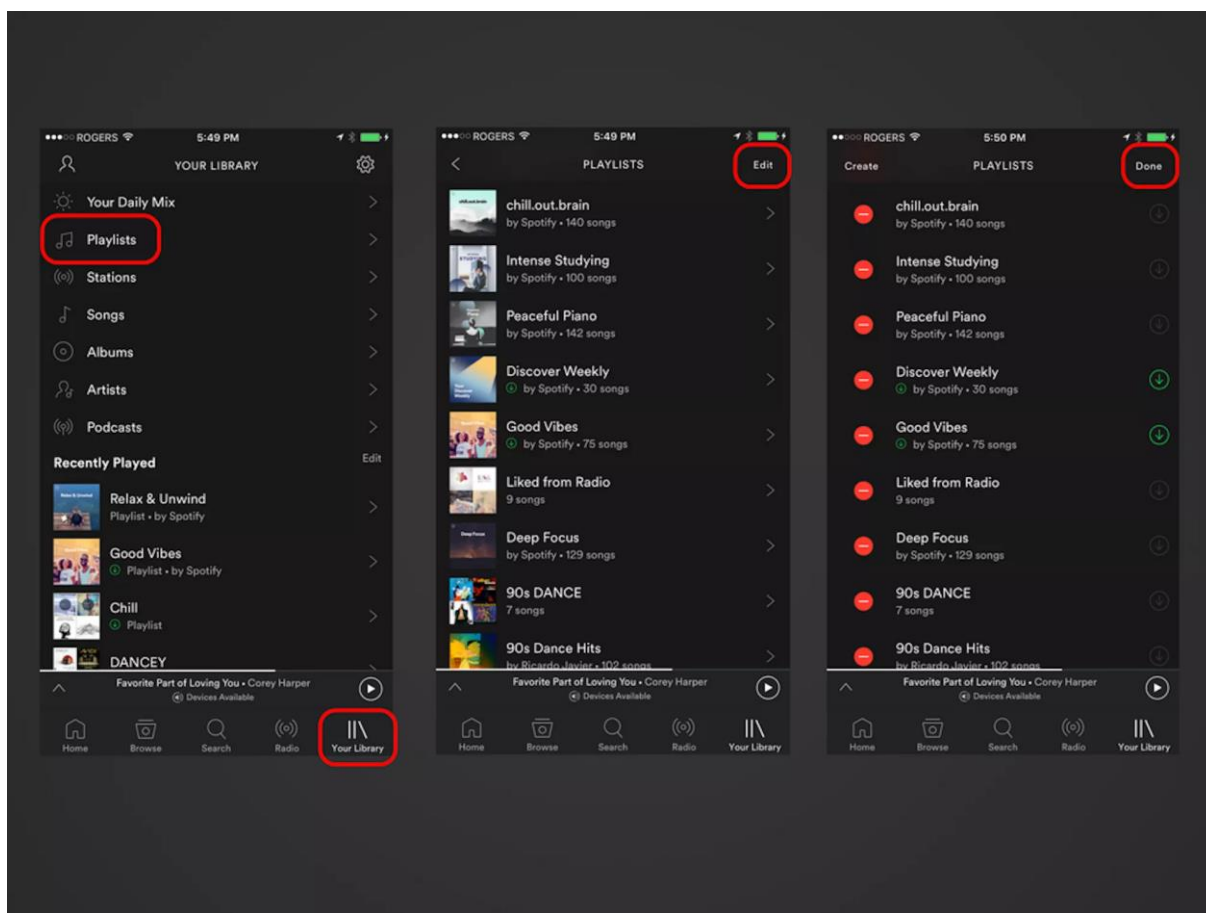 ROGERS 5:49 PM
YOUR LIBRARY
Your Daily Mix
Playlists
Stations
Songs
Albums
Artists
Podcasts
Recently Played Edit
Relax & Unwind
Playlist • by Spotify
Good Vibes
Playlist • by Spotify
Chill
Playlist
DANCEY
Favorite Part of Loving You • Corey Harper
Devices Available
Home Browse Search Radio Your Library
ROGERS 5:49 PM
PLAYLISTS Edit
chill.out.brain
by Spotify • 140 songs
Intense Studying
by Spotify • 100 songs
Peaceful Piano
by Spotify • 142 songs
Discover Weekly
by Spotify • 30 songs
Good Vibes
by Spotify • 75 songs
Liked from Radio
9 songs
Deep Focus
by Spotify • 129 songs
90s DANCE
7 songs
90s Dance Hits
by Ricardo Javier • 102 songs
Favorite Part of Loving You • Corey Harper
Devices Available
Home Browse Search Radio Your Library
ROGERS 5:50 PM
Create PLAYLISTS Done
chill.out.brain
by Spotify • 140 songs
Intense Studying
by Spotify • 100 songs
Peaceful Piano
by Spotify • 142 songs
Discover Weekly
by Spotify • 30 songs
Good Vibes
by Spotify • 75 songs
Liked from Radio
9 songs
Deep Focus
by Spotify • 129 songs
90s DANCE
7 songs
90s Dance Hits
by Ricardo Javier • 102 songs
Favorite Part of Loving You • Corey Harper
Devices Available
Home Browse Search Radio Your Library